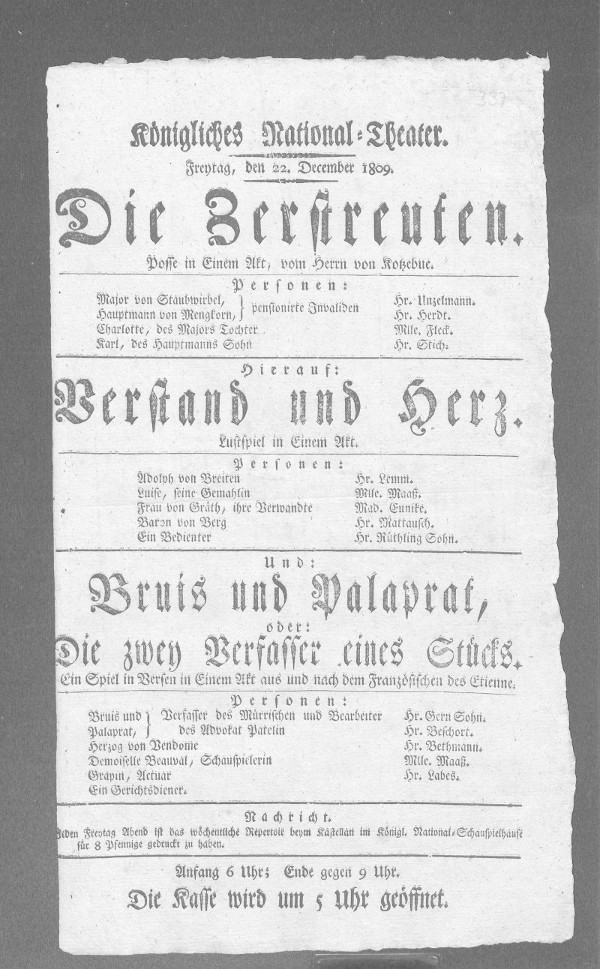 Königliches National-Theater.
Freytag, den 22. December 1809.
Die Zerstreuten.
Posse in Einem Akt, vom Herrn von Kotzebue.
Personen:
Major von Staubwirbel, } pensionirte Invaliden Hr. Unzelmann.
Hauptmann von Mengkorn, } Hr. Herdt.
Charlotte, des Majors Tochter Mlle. Fleck.
Karl, des Hauptmanns Sohn Hr. Stich.
Hierauf:
Verstand und Herz.
Lustspiel in Einem Akt.
Personen:
Adolph von Breiten Hr. Lemm.
Luise, seine Gemahlin Mlle. Maaß.
Frau von Gräth, ihre Verwandte Mad. Eunike.
Baron von Berg Hr. Mattausch.
Ein Bedienter Hr. Rüthling Sohn.
Und:
Bruis und Palaprat,
oder:
Die zwey Verfasser eines Stücks.
Ein Spiel in Versen in Einem Akt aus und nach dem Französischen des Etienne.
Personen:
Bruis und } Verfasser des Mürrischen und Bearbeiter Hr. Gern Sohn.
Palaprat, } des Advokat Patelin Hr. Beschort.
Herzog von Vendome Hr. Bethmann.
Demoiselle Beauval, Schauspielerin Mlle. Maaß.
Grapin, Actuar Hr. Labes.
Ein Gerichtsdiener.
Nachricht.
Jeden Freytag Abend ist das wöchentliche Repertoir beym Kastellan im Königl. National-Schauspielhause
für 8 Pfennige gedruckt zu haben.
Anfang 6 Uhr; Ende gegen 9 Uhr.
Die Kasse wird um 5 Uhr geöffnet.